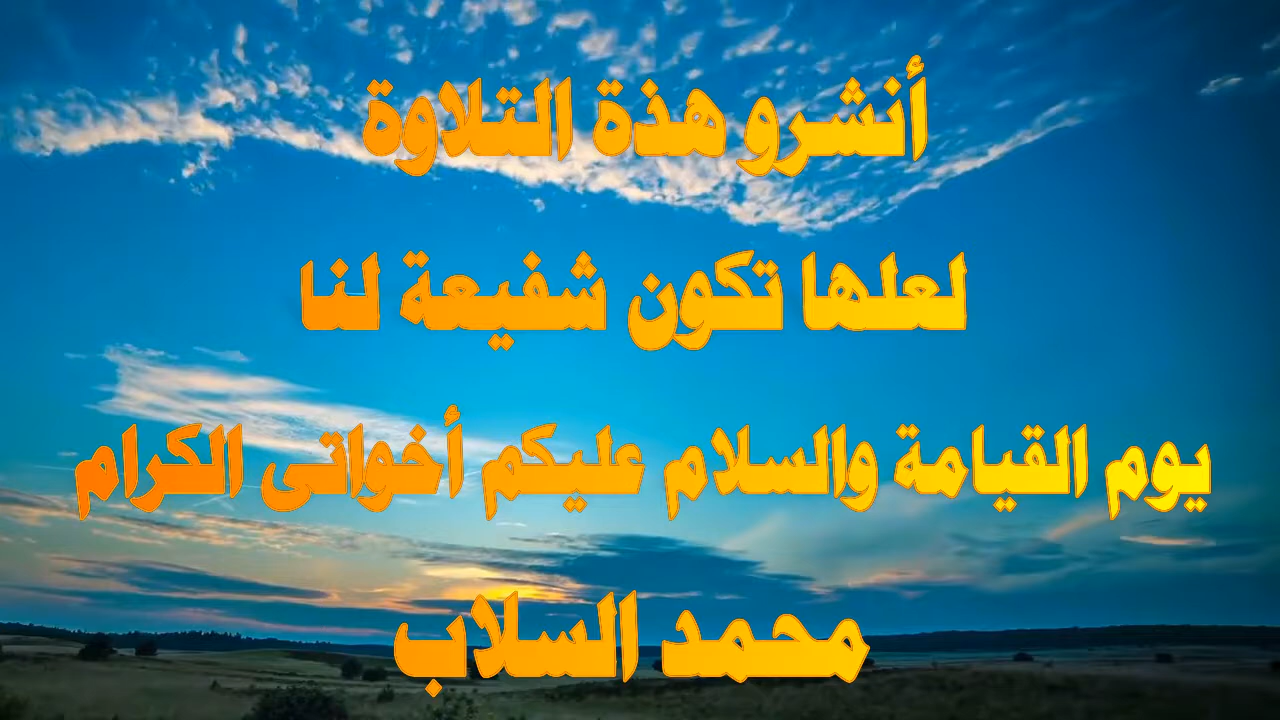 أنشرو هذة التلاوة
لعلها تكون شفيعة لنا
يوم القيامة والسلام عليكم أخواتى الكرام
محمد السلاب